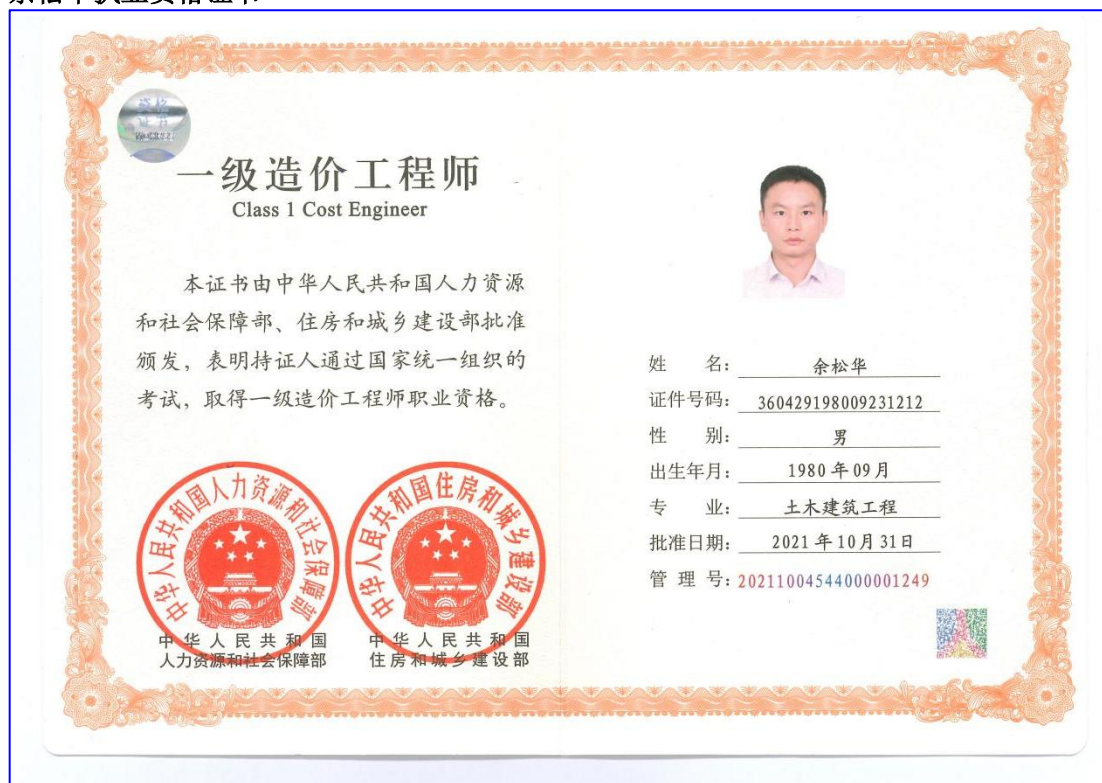 资格
证书
一级造价工程师
Class 1 Cost Engineer
本证书由中华人民共和国人力资源
和社会保障部、住房和城乡建设部批准
颁发，表明持证人通过国家统一组织的
考试，取得一级造价工程师职业资格。
中华人民共和国人力资源和社会保障部
中华人民共和国住房和城乡建设部
中华人民共和国
人力资源和社会保障部
中华人民共和国
住房和城乡建设部
姓 名： 余松华
证件号码： 360429198009231212
性 别： 男
出生年月： 1980年09月
专 业： 土木建筑工程
批准日期： 2021年10月31日
管 理 号：20211004544000001249